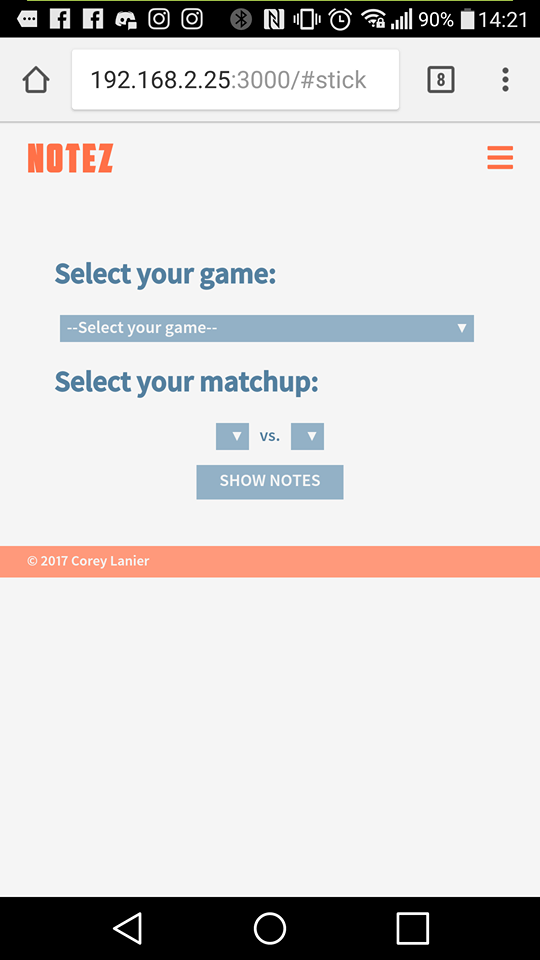 90% 14:21
192.168.2.25:3000/#stick
8
NOTEZ
Select your game:
--Select your game--
Select your matchup:
vs.
SHOW NOTES
© 2017 Corey Lanier